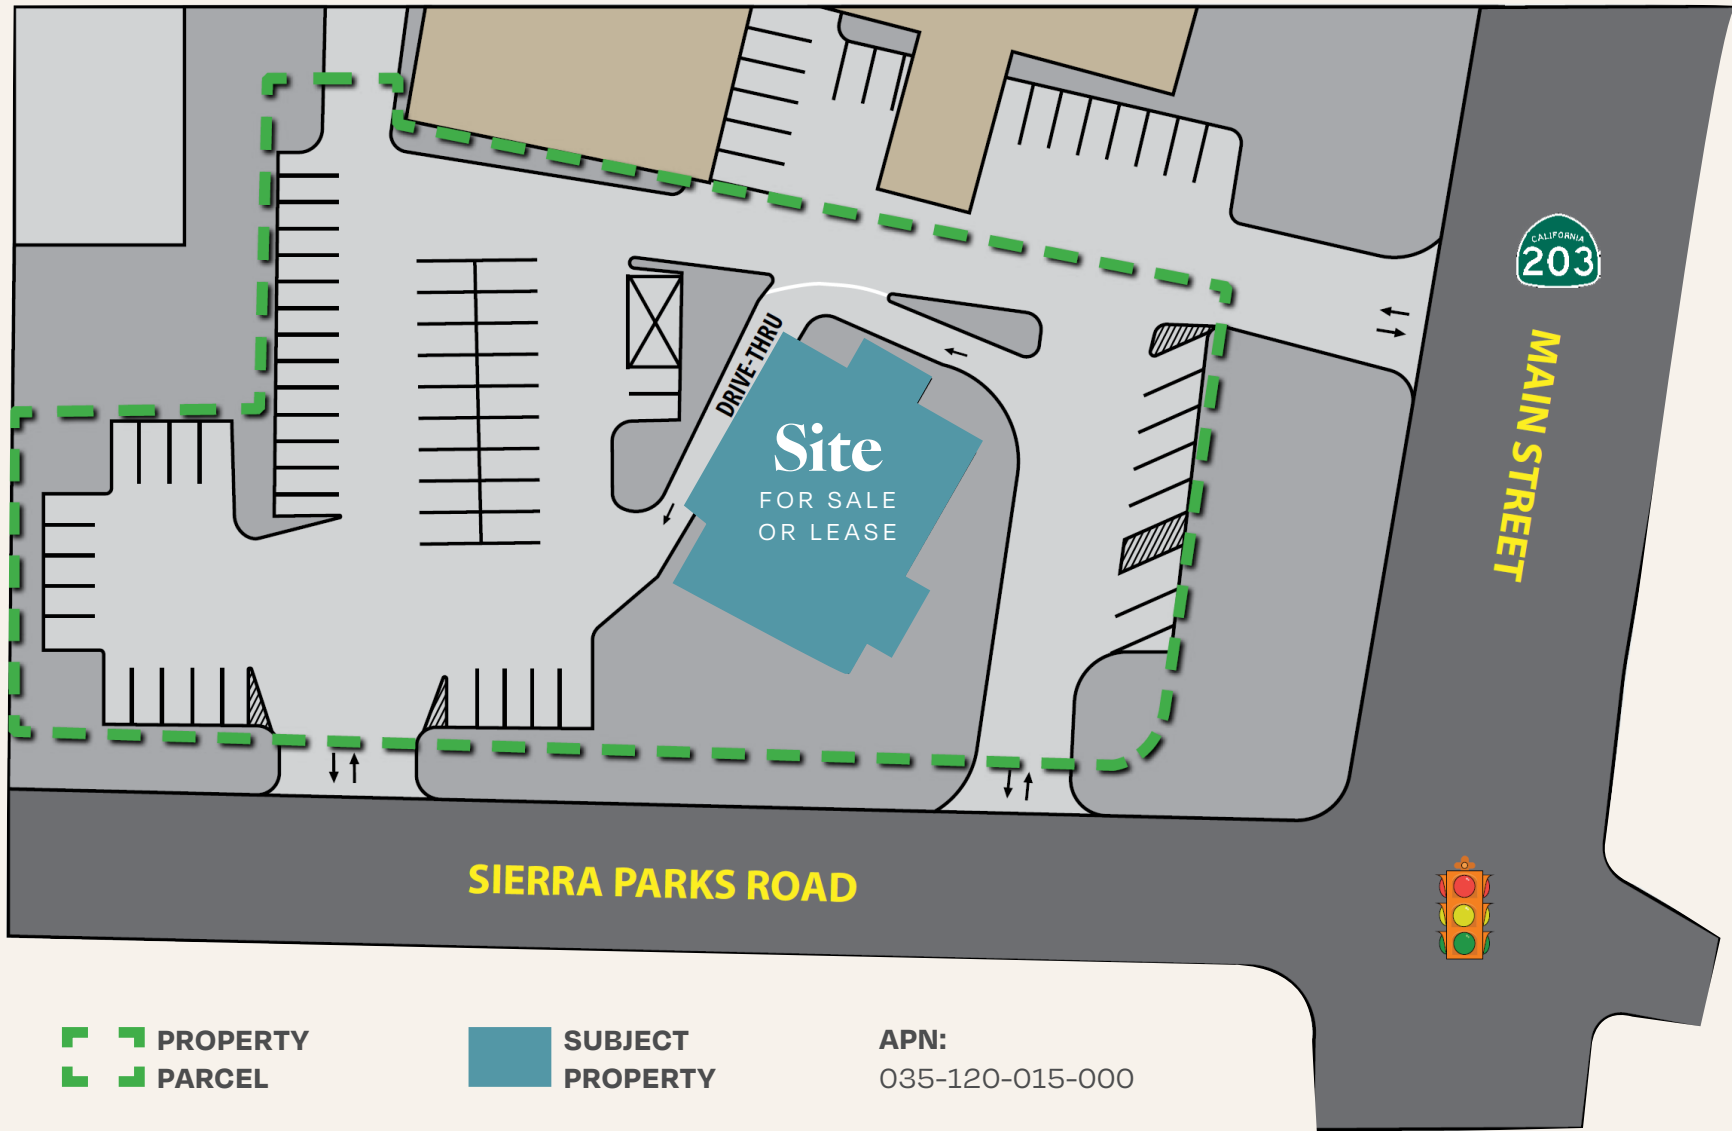 CALIFORNIA
203
MAIN STREET
DRIVE-THRU
Site
FOR SALE
OR LEASE
SIERRA PARKS ROAD
PROPERTY
PARCEL
SUBJECT
PROPERTY
APN:
035-120-015-000